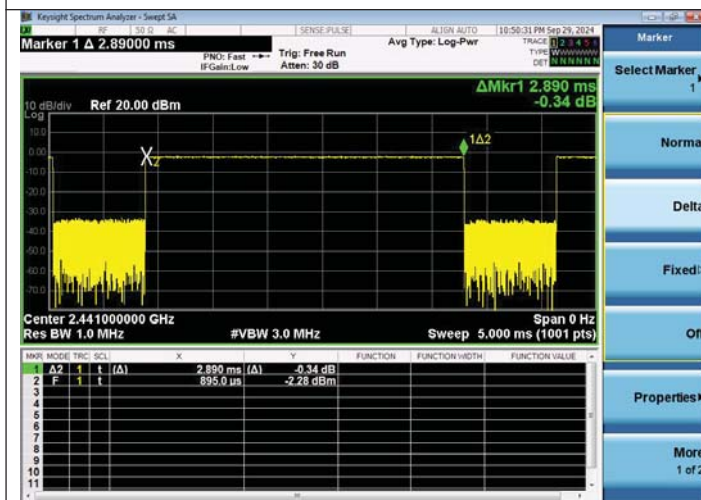 Keysight Spectrum Analyzer - Swept SA
RF 50 Ω AC SENSE:PULSE ALIGN AUTO 10:50:31 PM Sep 29, 2024
Marker 1 Δ 2.89000 ms
PNO: Fast
IFGain:Low
Trig: Free Run
Atten: 30 dB
Avg Type: Log-Pwr
TRACE 1 2 3 4 5 6
TYPE WWWWWW
DET N N N N N N
ΔMkr1 2.890 ms
-0.34 dB
10 dB/div Ref 20.00 dBm
Log
10.0
0.00
-10.0
-20.0
-30.0
-40.0
-50.0
-60.0
-70.0
1Δ2
Center 2.441000000 GHz Span 0 Hz
Res BW 1.0 MHz #VBW 3.0 MHz Sweep 5.000 ms (1001 pts)
MKR MODE TRC SCL X Y FUNCTION FUNCTION WIDTH FUNCTION VALUE
1 Δ2 1 t (Δ) 2.890 ms (Δ) -0.34 dB
2 F 1 t 895.0 µs -2.28 dBm
3
4
5
6
7
8
9
10
11
Marker
Select Marker
1
Norma
Delta
Fixed
Off
Properties
More
1 of 2